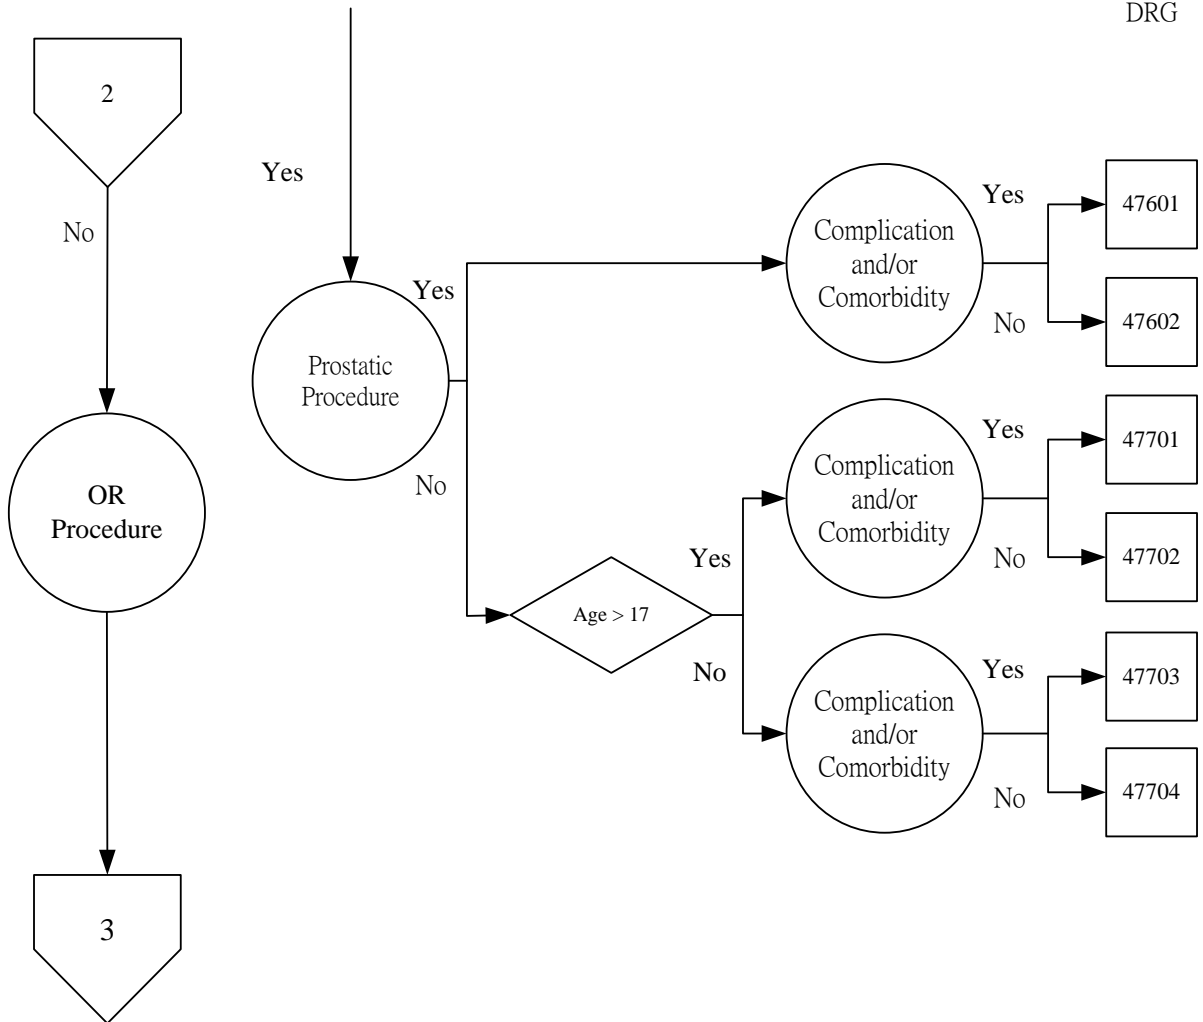 DRG
2
Yes
No
Yes
Prostatic
Procedure
No
OR
Procedure
Complication
and/or
Comorbidity
Yes
47601
No
47602
Age > 17
Yes
Complication
and/or
Comorbidity
Yes
47701
No
47702
No
Complication
and/or
Comorbidity
Yes
47703
No
47704
3